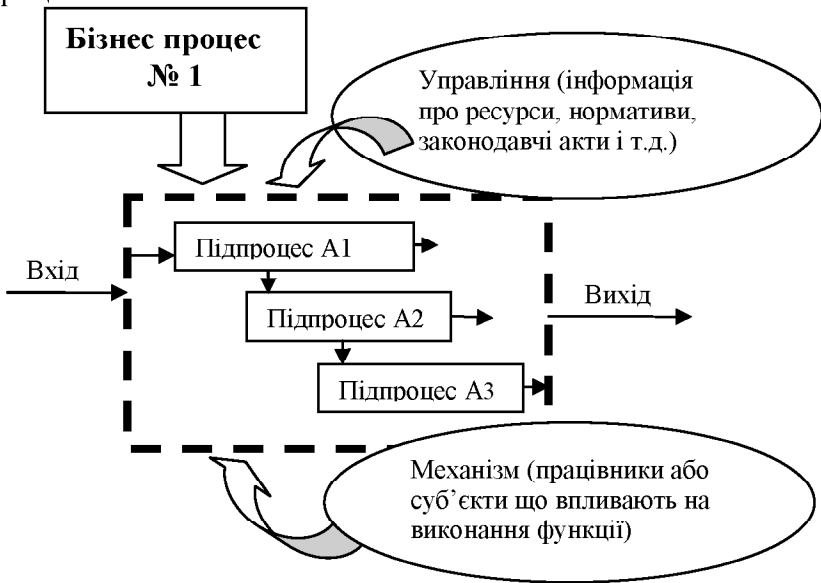 Бізнес процес
№ 1
Управління (інформація
про ресурси, нормативи,
законодавчі акти і т.д.)
Підпроцес А1
Вхід
Підпроцес А2
Вихід
Підпроцес А3
Механізм (працівники або
суб’єкти що впливають на
виконання функції)